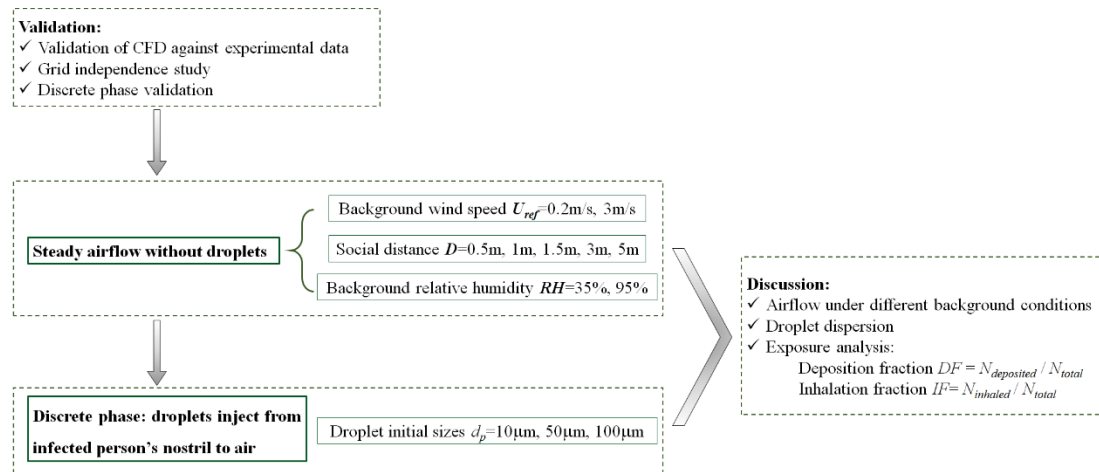 Validation:
✓ Validation of CFD against experimental data
✓ Grid independence study
✓ Discrete phase validation
Steady airflow without droplets
Background wind speed U_ref=0.2m/s, 3m/s
Social distance D=0.5m, 1m, 1.5m, 3m, 5m
Background relative humidity RH=35%, 95%
Discrete phase: droplets inject from
infected person's nostril to air
Droplet initial sizes d_p=10μm, 50μm, 100μm
Discussion:
✓ Airflow under different background conditions
✓ Droplet dispersion
✓ Exposure analysis:
Deposition fraction DF = N_deposited / N_total
Inhalation fraction IF= N_inhaled / N_total